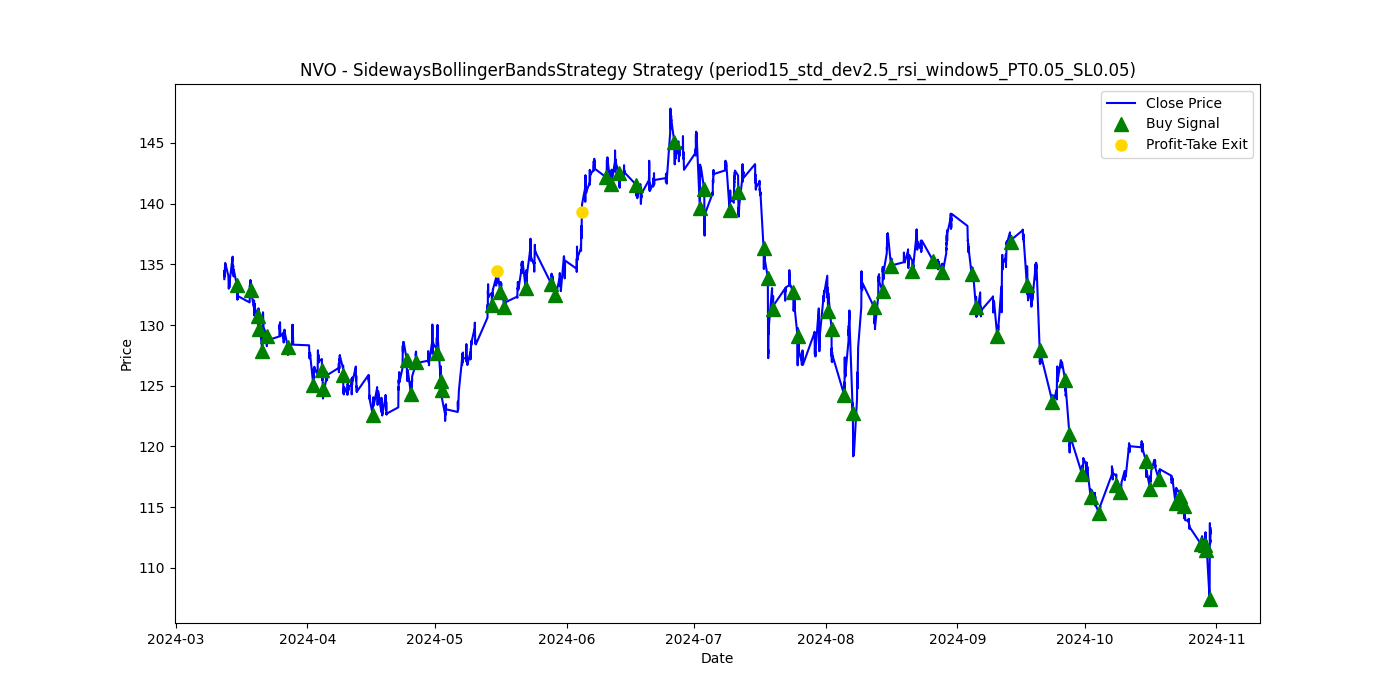 NVO - SidewaysBollingerBandsStrategy Strategy (period15_std_dev2.5_rsi_window5_PT0.05_SL0.05)
Close Price
Buy Signal
Profit-Take Exit
Price
145
140
135
130
125
120
115
110
2024-03 2024-04 2024-05 2024-06 2024-07 2024-08 2024-09 2024-10 2024-11
Date